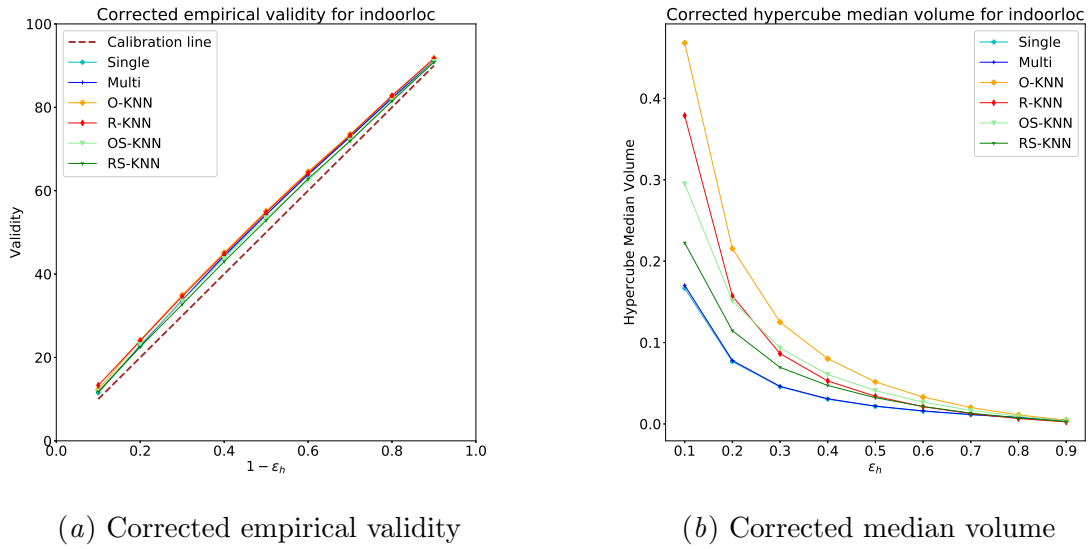 Corrected empirical validity for indoorloc
100
80
60
40
20
0
Validity
Calibration line
Single
Multi
O-KNN
R-KNN
OS-KNN
RS-KNN
0.0 0.2 0.4 0.6 0.8 1.0
1 − ε_h
(a) Corrected empirical validity
Corrected hypercube median volume for indoorloc
0.4
0.3
0.2
0.1
0.0
Hypercube Median Volume
Single
Multi
O-KNN
R-KNN
OS-KNN
RS-KNN
0.1 0.2 0.3 0.4 0.5 0.6 0.7 0.8 0.9
ε_h
(b) Corrected median volume